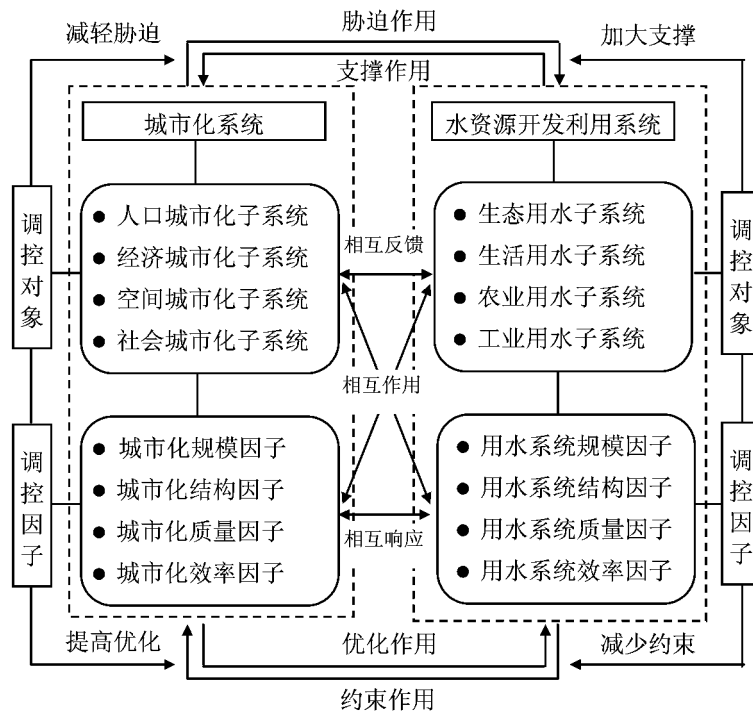 胁迫作用
减轻胁迫
加大支撑
支撑作用
城市化系统
水资源开发利用系统
调控对象
● 人口城市化子系统
● 经济城市化子系统
● 空间城市化子系统
● 社会城市化子系统
相互反馈
● 生态用水子系统
● 生活用水子系统
● 农业用水子系统
● 工业用水子系统
调控对象
相互作用
调控因子
● 城市化规模因子
● 城市化结构因子
● 城市化质量因子
● 城市化效率因子
相互响应
● 用水系统规模因子
● 用水系统结构因子
● 用水系统质量因子
● 用水系统效率因子
调控因子
提高优化
优化作用
减少约束
约束作用